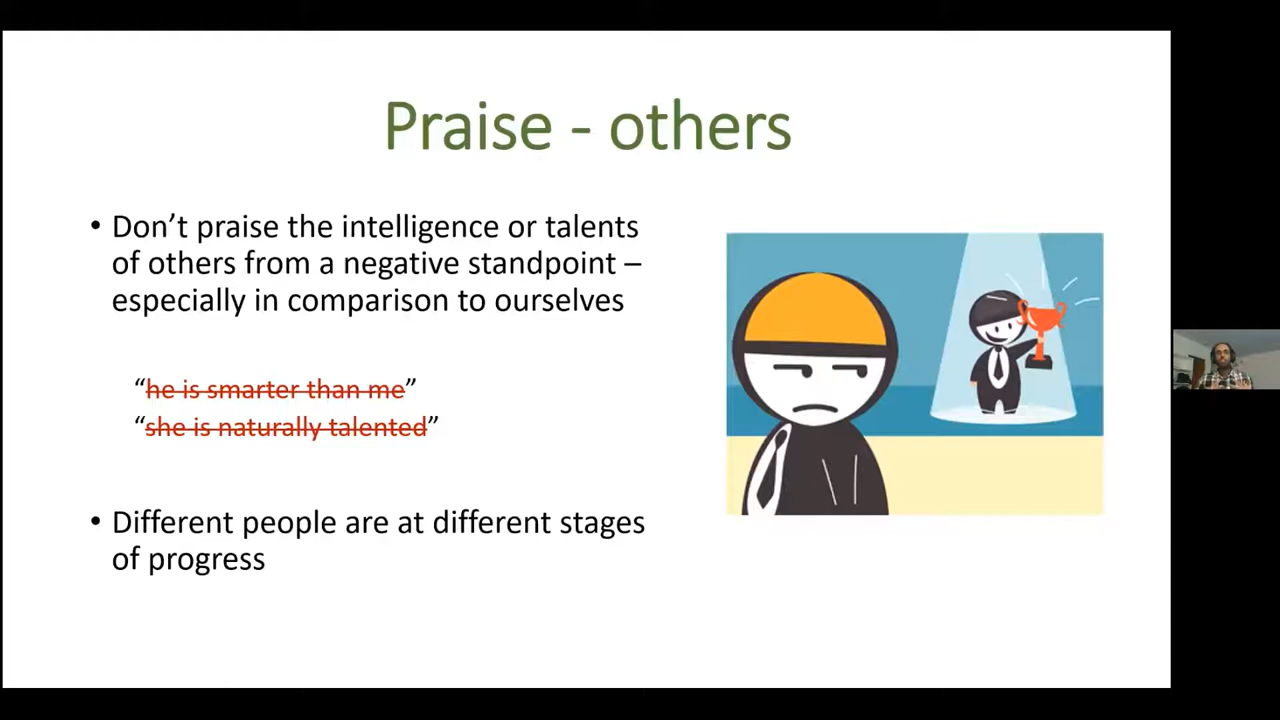 Praise - others
• Don’t praise the intelligence or talents
of others from a negative standpoint –
especially in comparison to ourselves
“he is smarter than me”
“she is naturally talented”
• Different people are at different stages
of progress